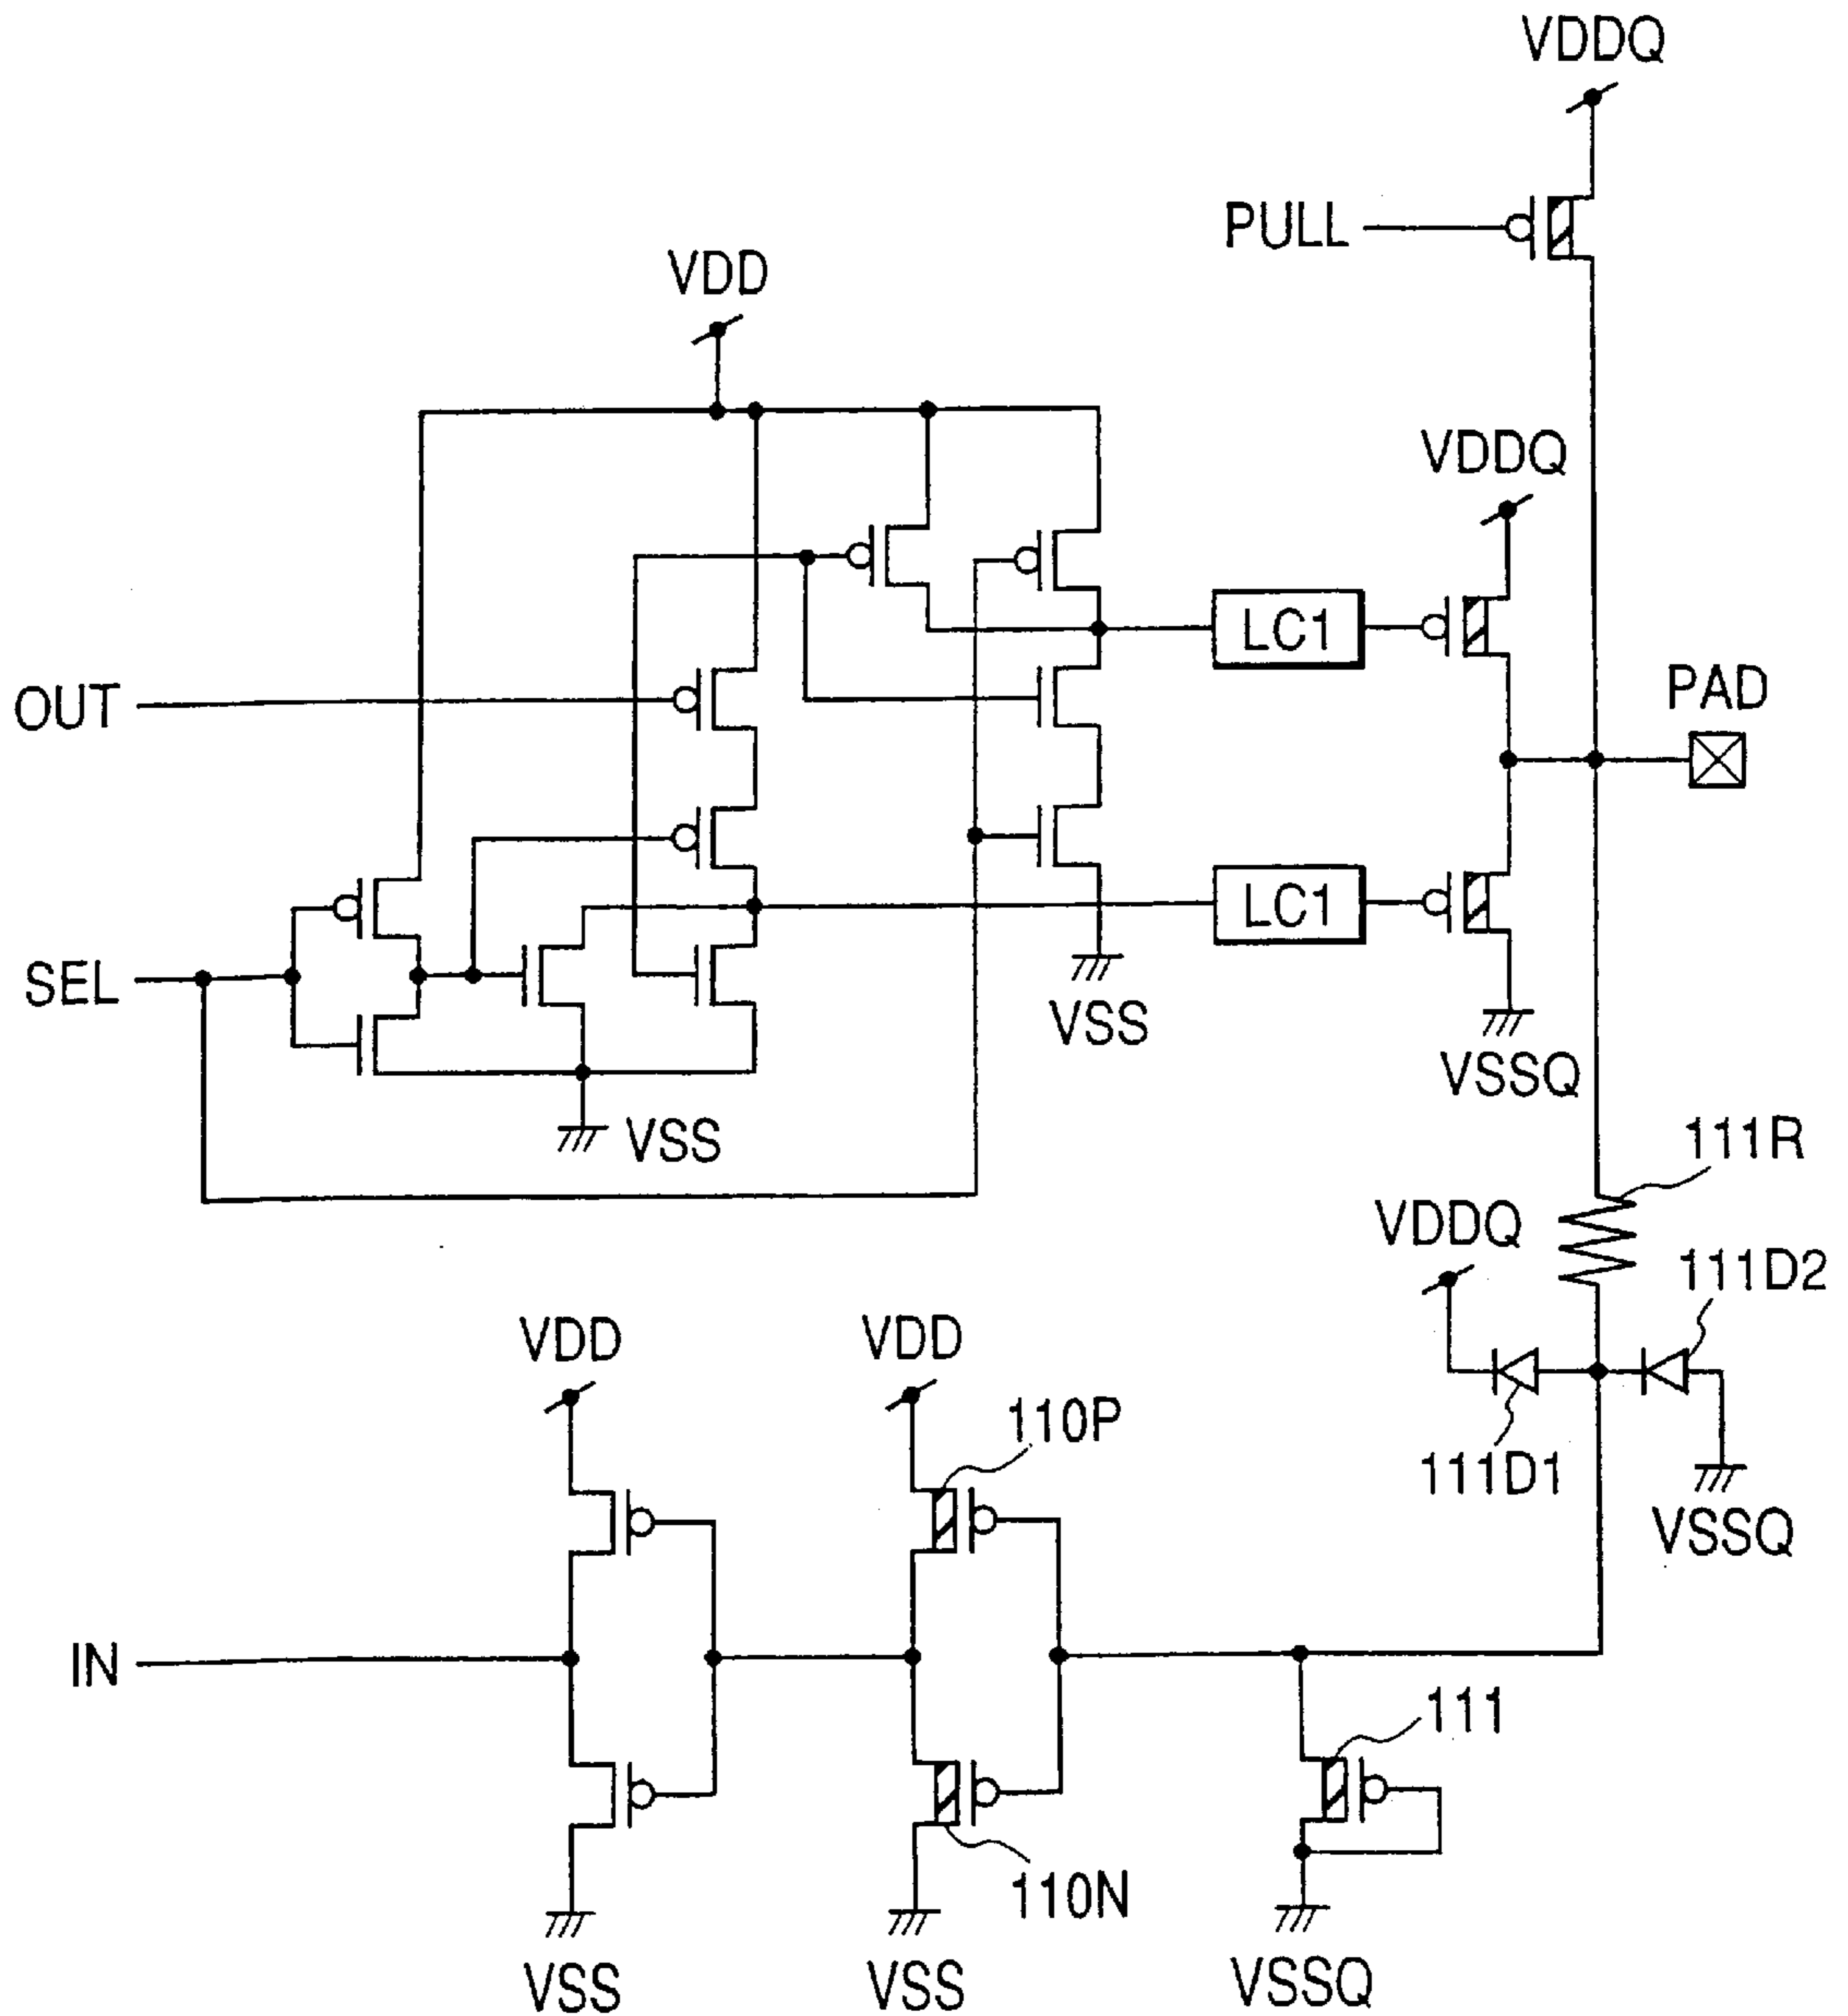 VDDQ
PULL
VDD
VDDQ
OUT
LC1
PAD
LC1
SEL
VSS
VSSQ
VSS
111R
VDDQ
111D2
VDD
VDD
110P
111D1
VSSQ
IN
111
110N
VSS
VSS
VSSQ